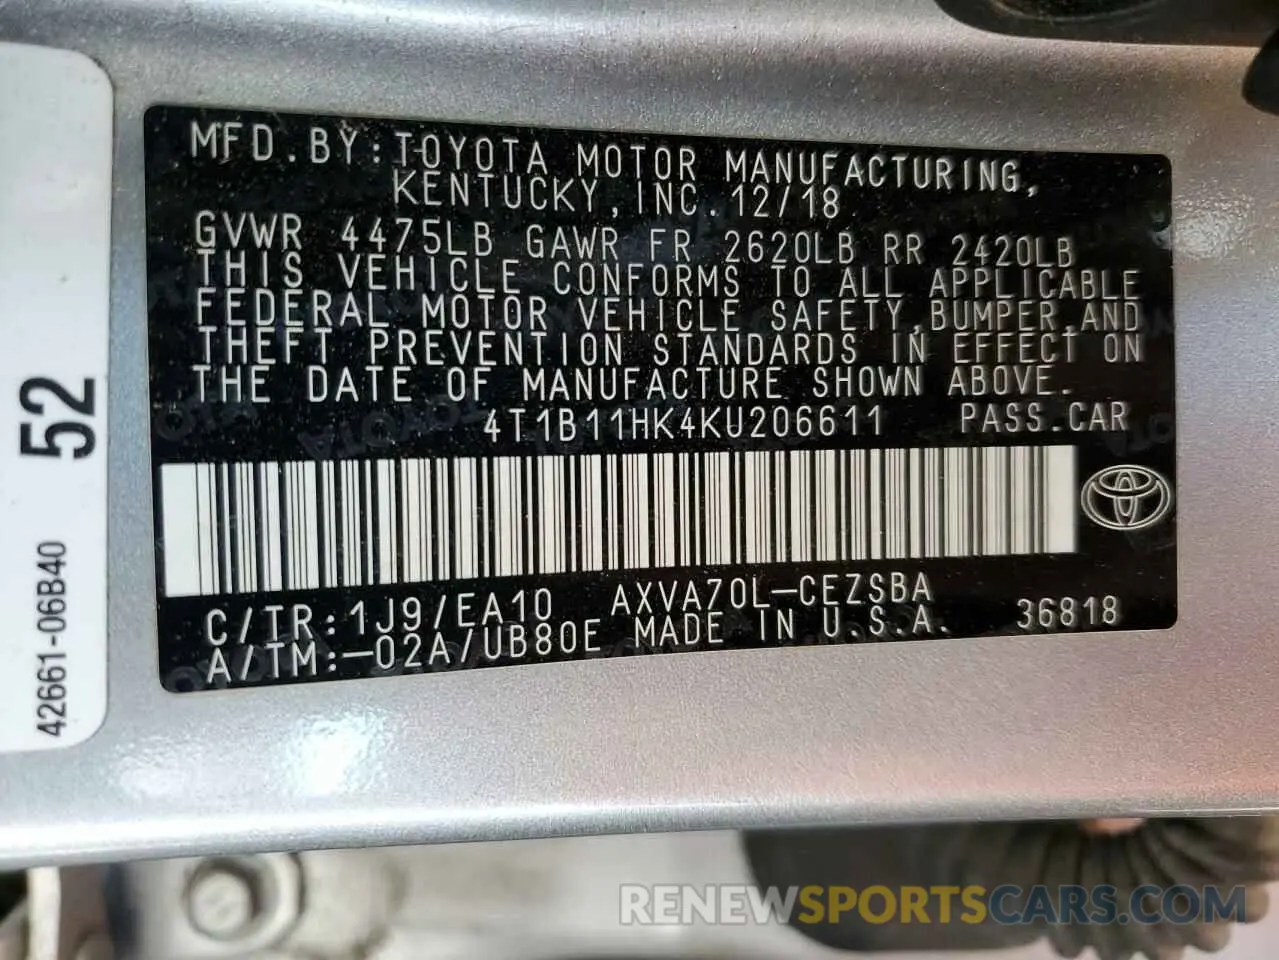 MFD.BY:TOYOTA MOTOR MANUFACTURING,
KENTUCKY,INC.12/18
GVWR 4475LB GAWR FR 2620LB RR 2420LB
THIS VEHICLE CONFORMS TO ALL APPLICABLE
FEDERAL MOTOR VEHICLE SAFETY,BUMPER,AND
THEFT PREVENTION STANDARDS IN EFFECT ON
THE DATE OF MANUFACTURE SHOWN ABOVE.
4T1B11HK4KU206611 PASS.CAR
C/TR:1J9/EA10 AXVA70L-CEZSBA
A/TM:-02A/UB80E MADE IN U.S.A. 36818
52
42661-06B40
RENEWSPORTSCARS.COM